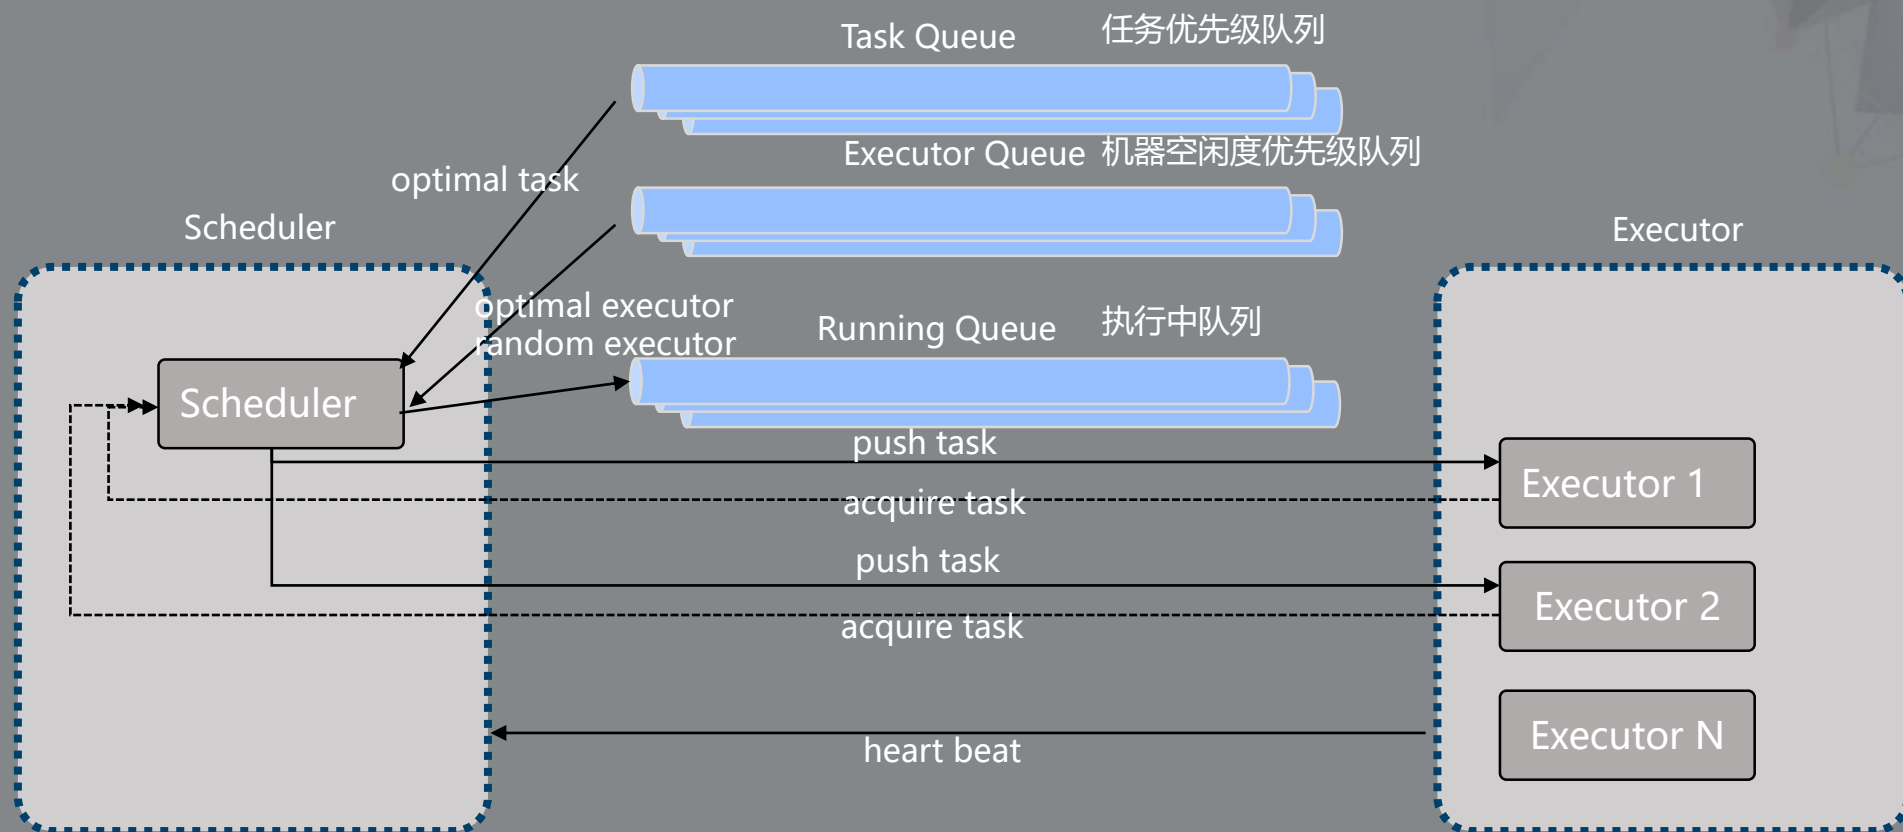 Task Queue 任务优先级队列
Executor Queue 机器空闲度优先级队列
optimal task
Scheduler
Executor
optimal executor
random executor
Running Queue 执行中队列
Scheduler
push task
Executor 1
acquire task
push task
Executor 2
acquire task
Executor N
heart beat